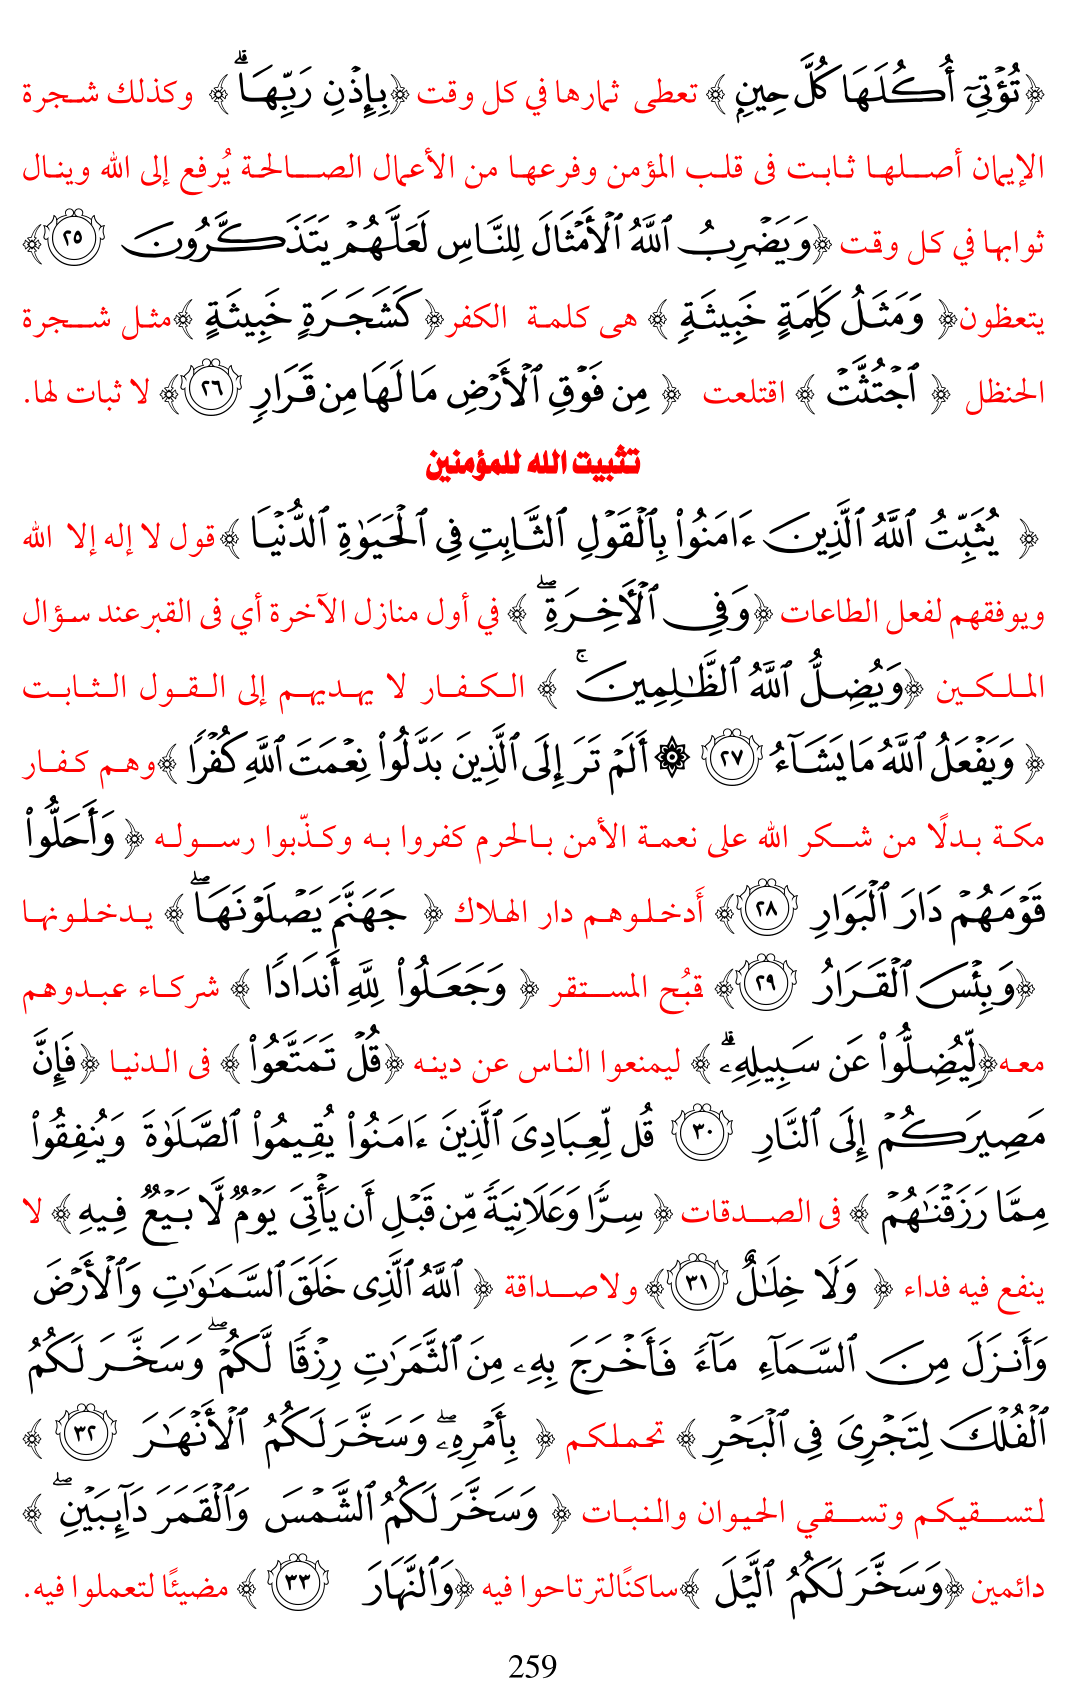 ﴿تُؤْتِىٓ أُكُلَهَا كُلَّ حِينٍۭ ﴾ تعطى ثمارها في كل وقت ﴿بِإِذْنِ رَبِّهَاۗ﴾ وكذلك شجرة
الإيمان أصلها ثابت فى قلب المؤمن وفرعها من الأعمال الصالحة يُرفع إلى الله وينال
ثوابها في كل وقت ﴿وَيَضْرِبُ ٱللَّهُ ٱلْأَمْثَالَ لِلنَّاسِ لَعَلَّهُمْ يَتَذَكَّرُونَ ٢٥﴾
يتعظون﴿ وَمَثَلُ كَلِمَةٍ خَبِيثَةٍۢ ﴾ هى كلمة الكفر﴿ كَشَجَرَةٍ خَبِيثَةٍ ﴾مثل شجرة
الحنظل ﴿ ٱجْتُثَّتْ ﴾ اقتلعت ﴿ مِن فَوْقِ ٱلْأَرْضِ مَا لَهَا مِن قَرَارٍۢ ٢٦﴾ لا ثبات لها.
تثبيت الله للمؤمنين
﴿ يُثَبِّتُ ٱللَّهُ ٱلَّذِينَ ءَامَنُوا۟ بِٱلْقَوْلِ ٱلثَّابِتِ فِى ٱلْحَيَوٰةِ ٱلدُّنْيَا ﴾قول لا إله إلا الله
ويوفقهم لفعل الطاعات ﴿وَفِى ٱلْـَٔاخِرَةِۖ ﴾ في أول منازل الآخرة أي فى القبرعند سؤال
الملكين ﴿وَيُضِلُّ ٱللَّهُ ٱلظَّٰلِمِينَۚ ﴾ الكفار لا يهديهم إلى القول الثابت
﴿ وَيَفْعَلُ ٱللَّهُ مَا يَشَآءُ ٢٧ ۞ أَلَمْ تَرَ إِلَى ٱلَّذِينَ بَدَّلُوا۟ نِعْمَتَ ٱللَّهِ كُفْرًۭا ﴾وهم كفار
مكة بدلًا من شكر الله على نعمة الأمن بالحرم كفروا به وكذّبوا رسوله ﴿ وَأَحَلُّوا۟
قَوْمَهُمْ دَارَ ٱلْبَوَارِ ٢٨﴾ أَدخلوهم دار الهلاك ﴿ جَهَنَّمَ يَصْلَوْنَهَاۖ ﴾ يدخلونها
﴿وَبِئْسَ ٱلْقَرَارُ ٢٩﴾ قبُح المستقر ﴿ وَجَعَلُوا۟ لِلَّهِ أَندَادًۭا ﴾ شركاء عبدوهم
معه﴿لِّيُضِلُّوا۟ عَن سَبِيلِهِۦۗ ﴾ ليمنعوا الناس عن دينه ﴿قُلْ تَمَتَّعُوا۟ ﴾ فى الدنيا ﴿فَإِنَّ
مَصِيرَكُمْ إِلَى ٱلنَّارِ ٣٠ قُل لِّعِبَادِىَ ٱلَّذِينَ ءَامَنُوا۟ يُقِيمُوا۟ ٱلصَّلَوٰةَ وَيُنفِقُوا۟
مِمَّا رَزَقْنَٰهُمْ ﴾ فى الصدقات ﴿ سِرًّۭا وَعَلَانِيَةًۭ مِّن قَبْلِ أَن يَأْتِىَ يَوْمٌۭ لَّا بَيْعٌۭ فِيهِ ﴾ لا
ينفع فيه فداء ﴿ وَلَا خِلَٰلٌ ٣١﴾ ولاصداقة ﴿ ٱللَّهُ ٱلَّذِى خَلَقَ ٱلسَّمَٰوَٰتِ وَٱلْأَرْضَ
وَأَنزَلَ مِنَ ٱلسَّمَآءِ مَآءًۭ فَأَخْرَجَ بِهِۦ مِنَ ٱلثَّمَرَٰتِ رِزْقًۭا لَّكُمْۖ وَسَخَّرَ لَكُمُ
ٱلْفُلْكَ لِتَجْرِىَ فِى ٱلْبَحْرِ ﴾ تحملكم ﴿ بِأَمْرِهِۦۖ وَسَخَّرَ لَكُمُ ٱلْأَنْهَٰرَ ٣٢ ﴾
لتسقيكم وتسقي الحيوان والنبات ﴿ وَسَخَّرَ لَكُمُ ٱلشَّمْسَ وَٱلْقَمَرَ دَآئِبَيْنِۖ ﴾
دائمين ﴿وَسَخَّرَ لَكُمُ ٱلَّيْلَ ﴾ساكنًالترتاحوا فيه ﴿وَٱلنَّهَارَ ٣٣ ﴾ مضيئًا لتعملوا فيه.
259